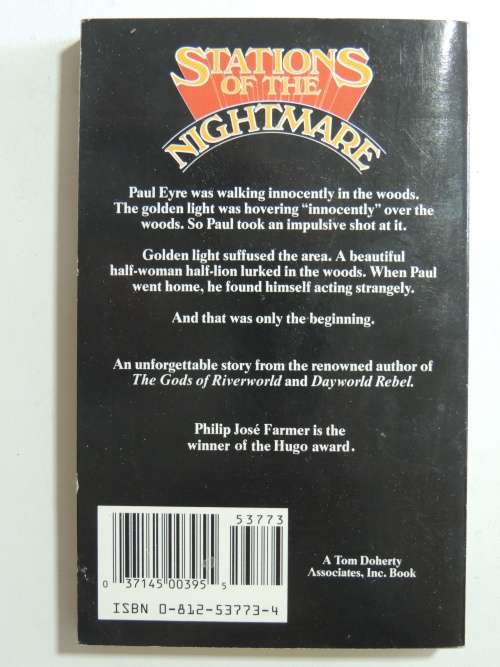 STATIONS
OF THE
NIGHTMARE
Paul Eyre was walking innocently in the woods.
The golden light was hovering “innocently” over the
woods. So Paul took an impulsive shot at it.
Golden light suffused the area. A beautiful
half-woman half-lion lurked in the woods. When Paul
went home, he found himself acting strangely.
And that was only the beginning.
An unforgettable story from the renowned author of
The Gods of Riverworld and Dayworld Rebel.
Philip José Farmer is the
winner of the Hugo award.
53773
0 37145 00395 5
ISBN 0-812-53773-4
A Tom Doherty
Associates, Inc. Book